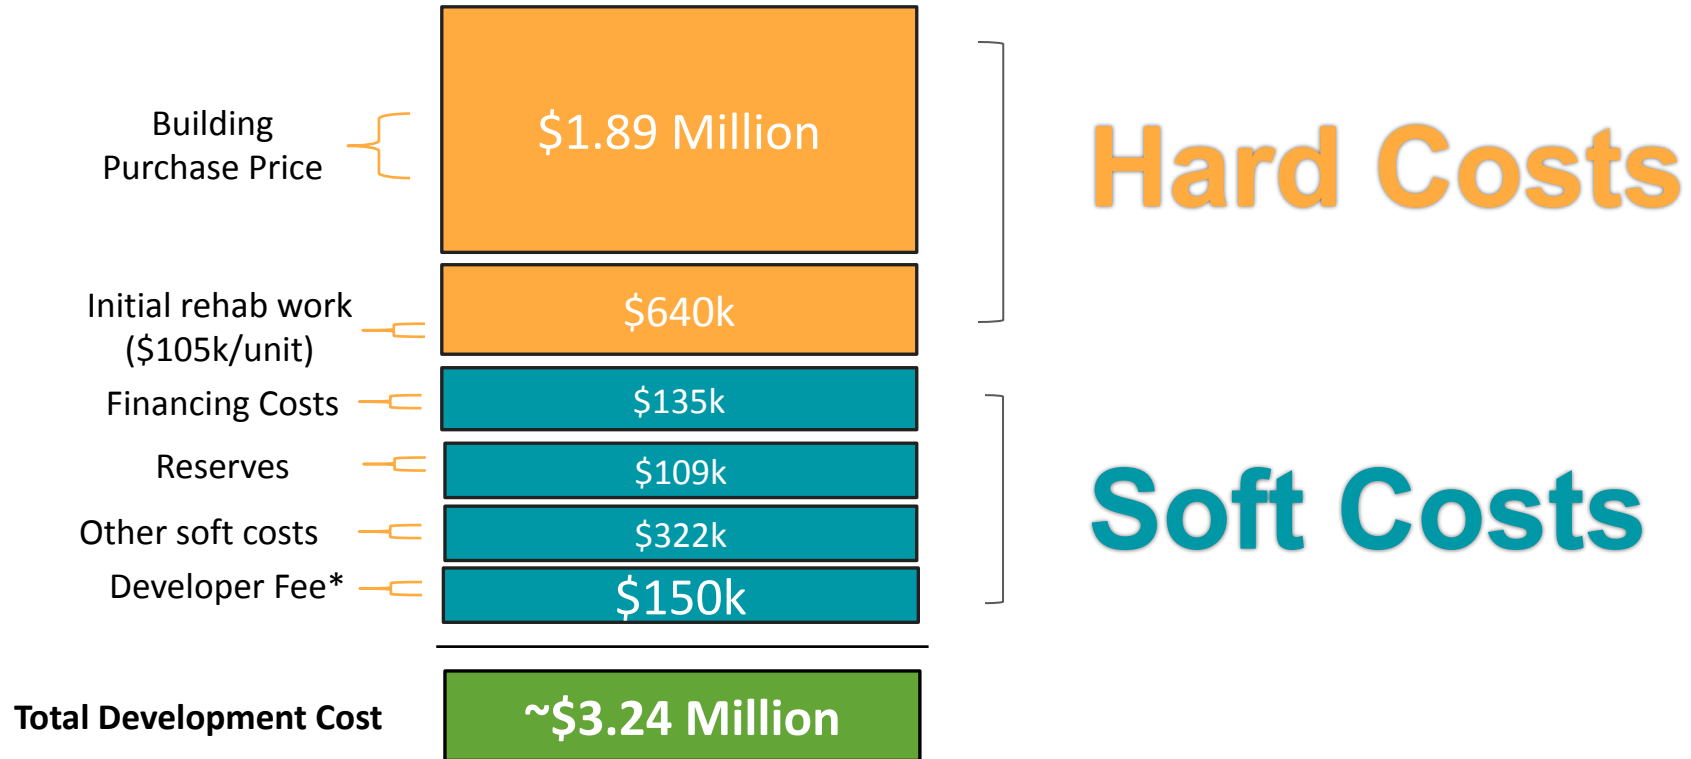 Building
Purchase Price
$1.89 Million
Hard Costs
Initial rehab work
($105k/unit)
$640k
Financing Costs
$135k
Reserves
$109k
Soft Costs
Other soft costs
$322k
Developer Fee*
$150k
Total Development Cost
~$3.24 Million